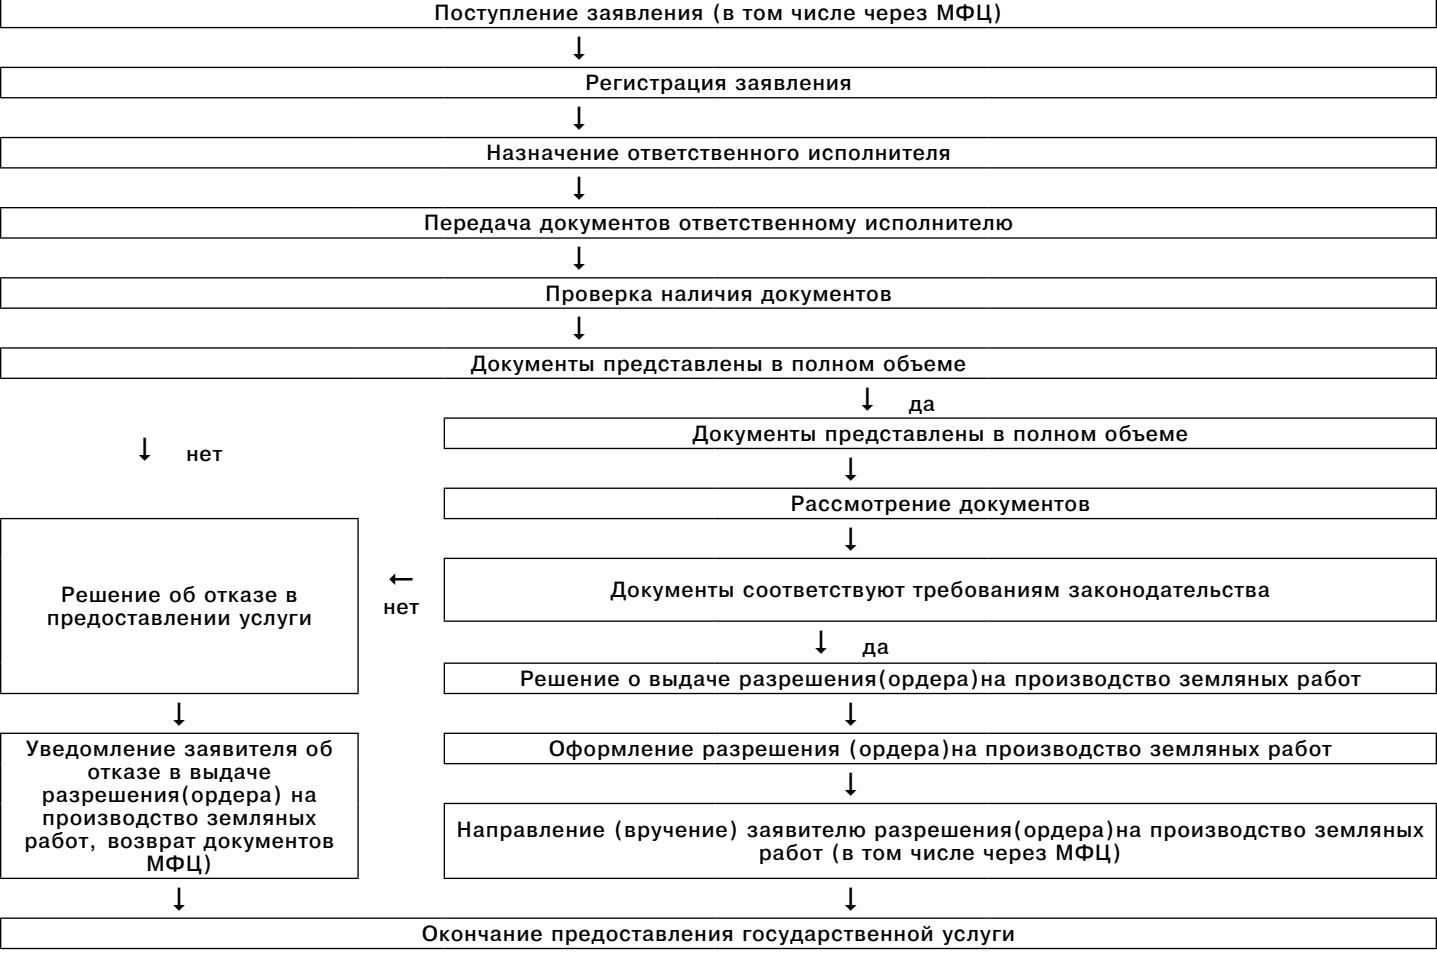 Поступление заявления (в том числе через МФЦ)
↓
Регистрация заявления
↓
Назначение ответственного исполнителя
↓
Передача документов ответственному исполнителю
↓
Проверка наличия документов
↓
Документы представлены в полном объеме
↓ да
Документы представлены в полном объеме
↓ нет
↓
Рассмотрение документов
↓
Документы соответствуют требованиям законодательства
←
нет
Решение об отказе в
предоставлении услуги
↓ да
Решение о выдаче разрешения(ордера)на производство земляных работ
↓
↓
Уведомление заявителя об
отказе в выдаче
разрешения(ордера) на
производство земляных
работ, возврат документов
МФЦ)
Оформление разрешения (ордера)на производство земляных работ
↓
Направление (вручение) заявителю разрешения(ордера)на производство земляных
работ (в том числе через МФЦ)
↓
↓
Окончание предоставления государственной услуги